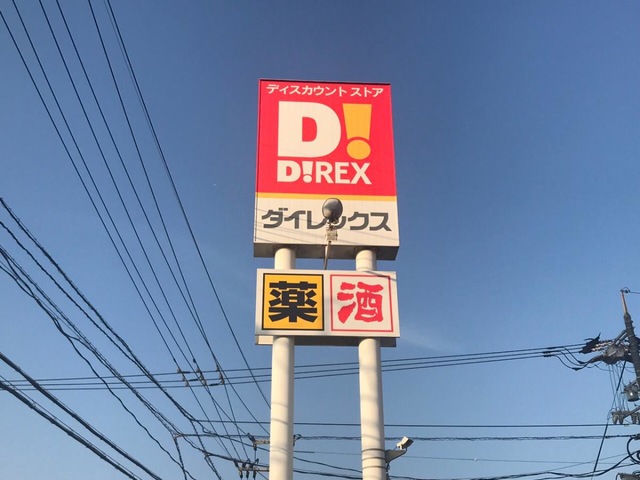 ディスカウント ストア
D!
D!REX
ダイレックス
薬 酒